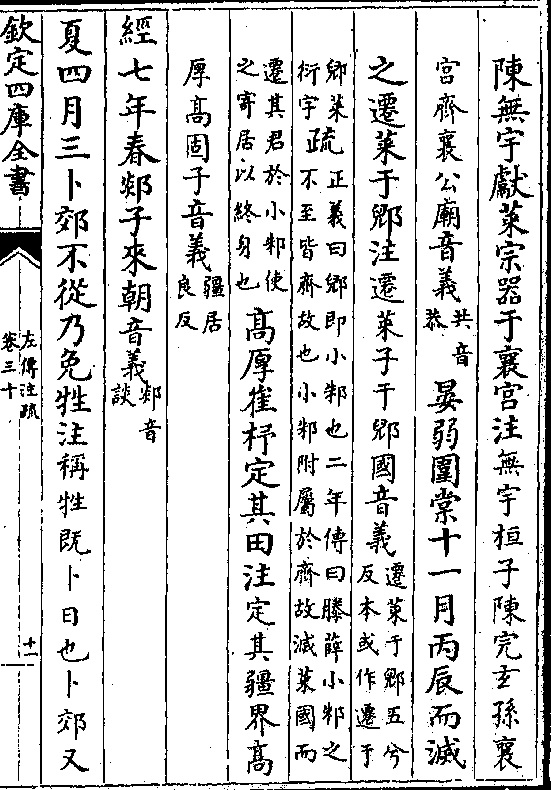 陳無宇獻萊宗器于襄宮注無宇桓子陳完玄孫襄
宮齊襄公廟音義共音恭晏弱圍棠十一月丙辰而滅
之遷萊于郳注遷萊子于郳國音義遷萊于郳五兮反本或作遷于
郳萊衍字疏正義曰郳即小邾也二年傳曰滕薛小邾之不至皆齊故也小邾附屬於齊故滅萊國而
遷其君於小邾使之寄居以終身也高厚崔杼定其田注定其疆界高
厚高固子音義疆居良反
經七年春郯子來朝音義郯音談
夏四月三卜郊不從乃免牲注稱牲既卜日也卜郊又
欽定四庫全書
左傳注疏
卷三十
十一